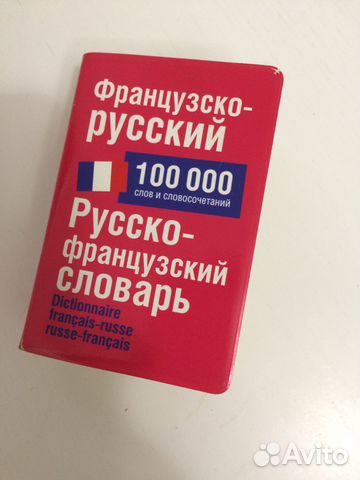 Французско-
русский
100 000
слов и словосочетаний
Русско-
французский
словарь
Dictionnaire
français-russe
russe-français
Avito